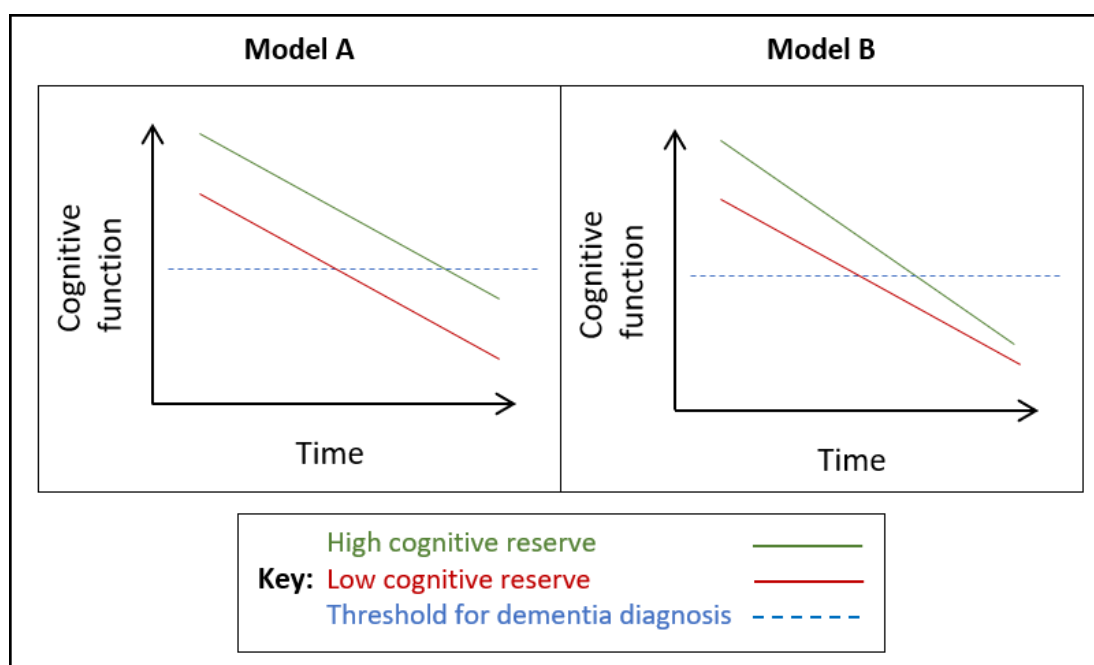 Model A
Model B
Cognitive
function
Time
Cognitive
function
Time
High cognitive reserve
Key: Low cognitive reserve
Threshold for dementia diagnosis